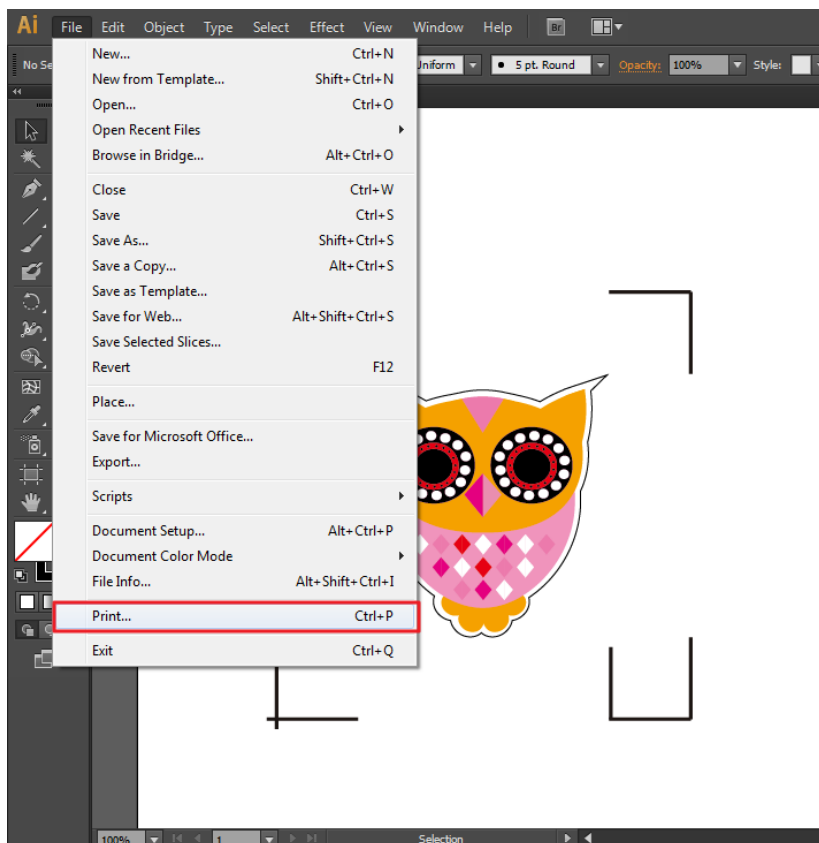 Ai File Edit Object Type Select Effect View Window Help Br
No Se
Uniform 5 pt. Round Opacity: 100% Style:
New... Ctrl+N
New from Template... Shift+Ctrl+N
Open... Ctrl+O
Open Recent Files
Browse in Bridge... Alt+Ctrl+O
Close Ctrl+W
Save Ctrl+S
Save As... Shift+Ctrl+S
Save a Copy... Alt+Ctrl+S
Save as Template...
Save for Web... Alt+Shift+Ctrl+S
Save Selected Slices...
Revert F12
Place...
Save for Microsoft Office...
Export...
Scripts
Document Setup... Alt+Ctrl+P
Document Color Mode
File Info... Alt+Shift+Ctrl+I
Print... Ctrl+P
Exit Ctrl+Q
100% 1 Selection